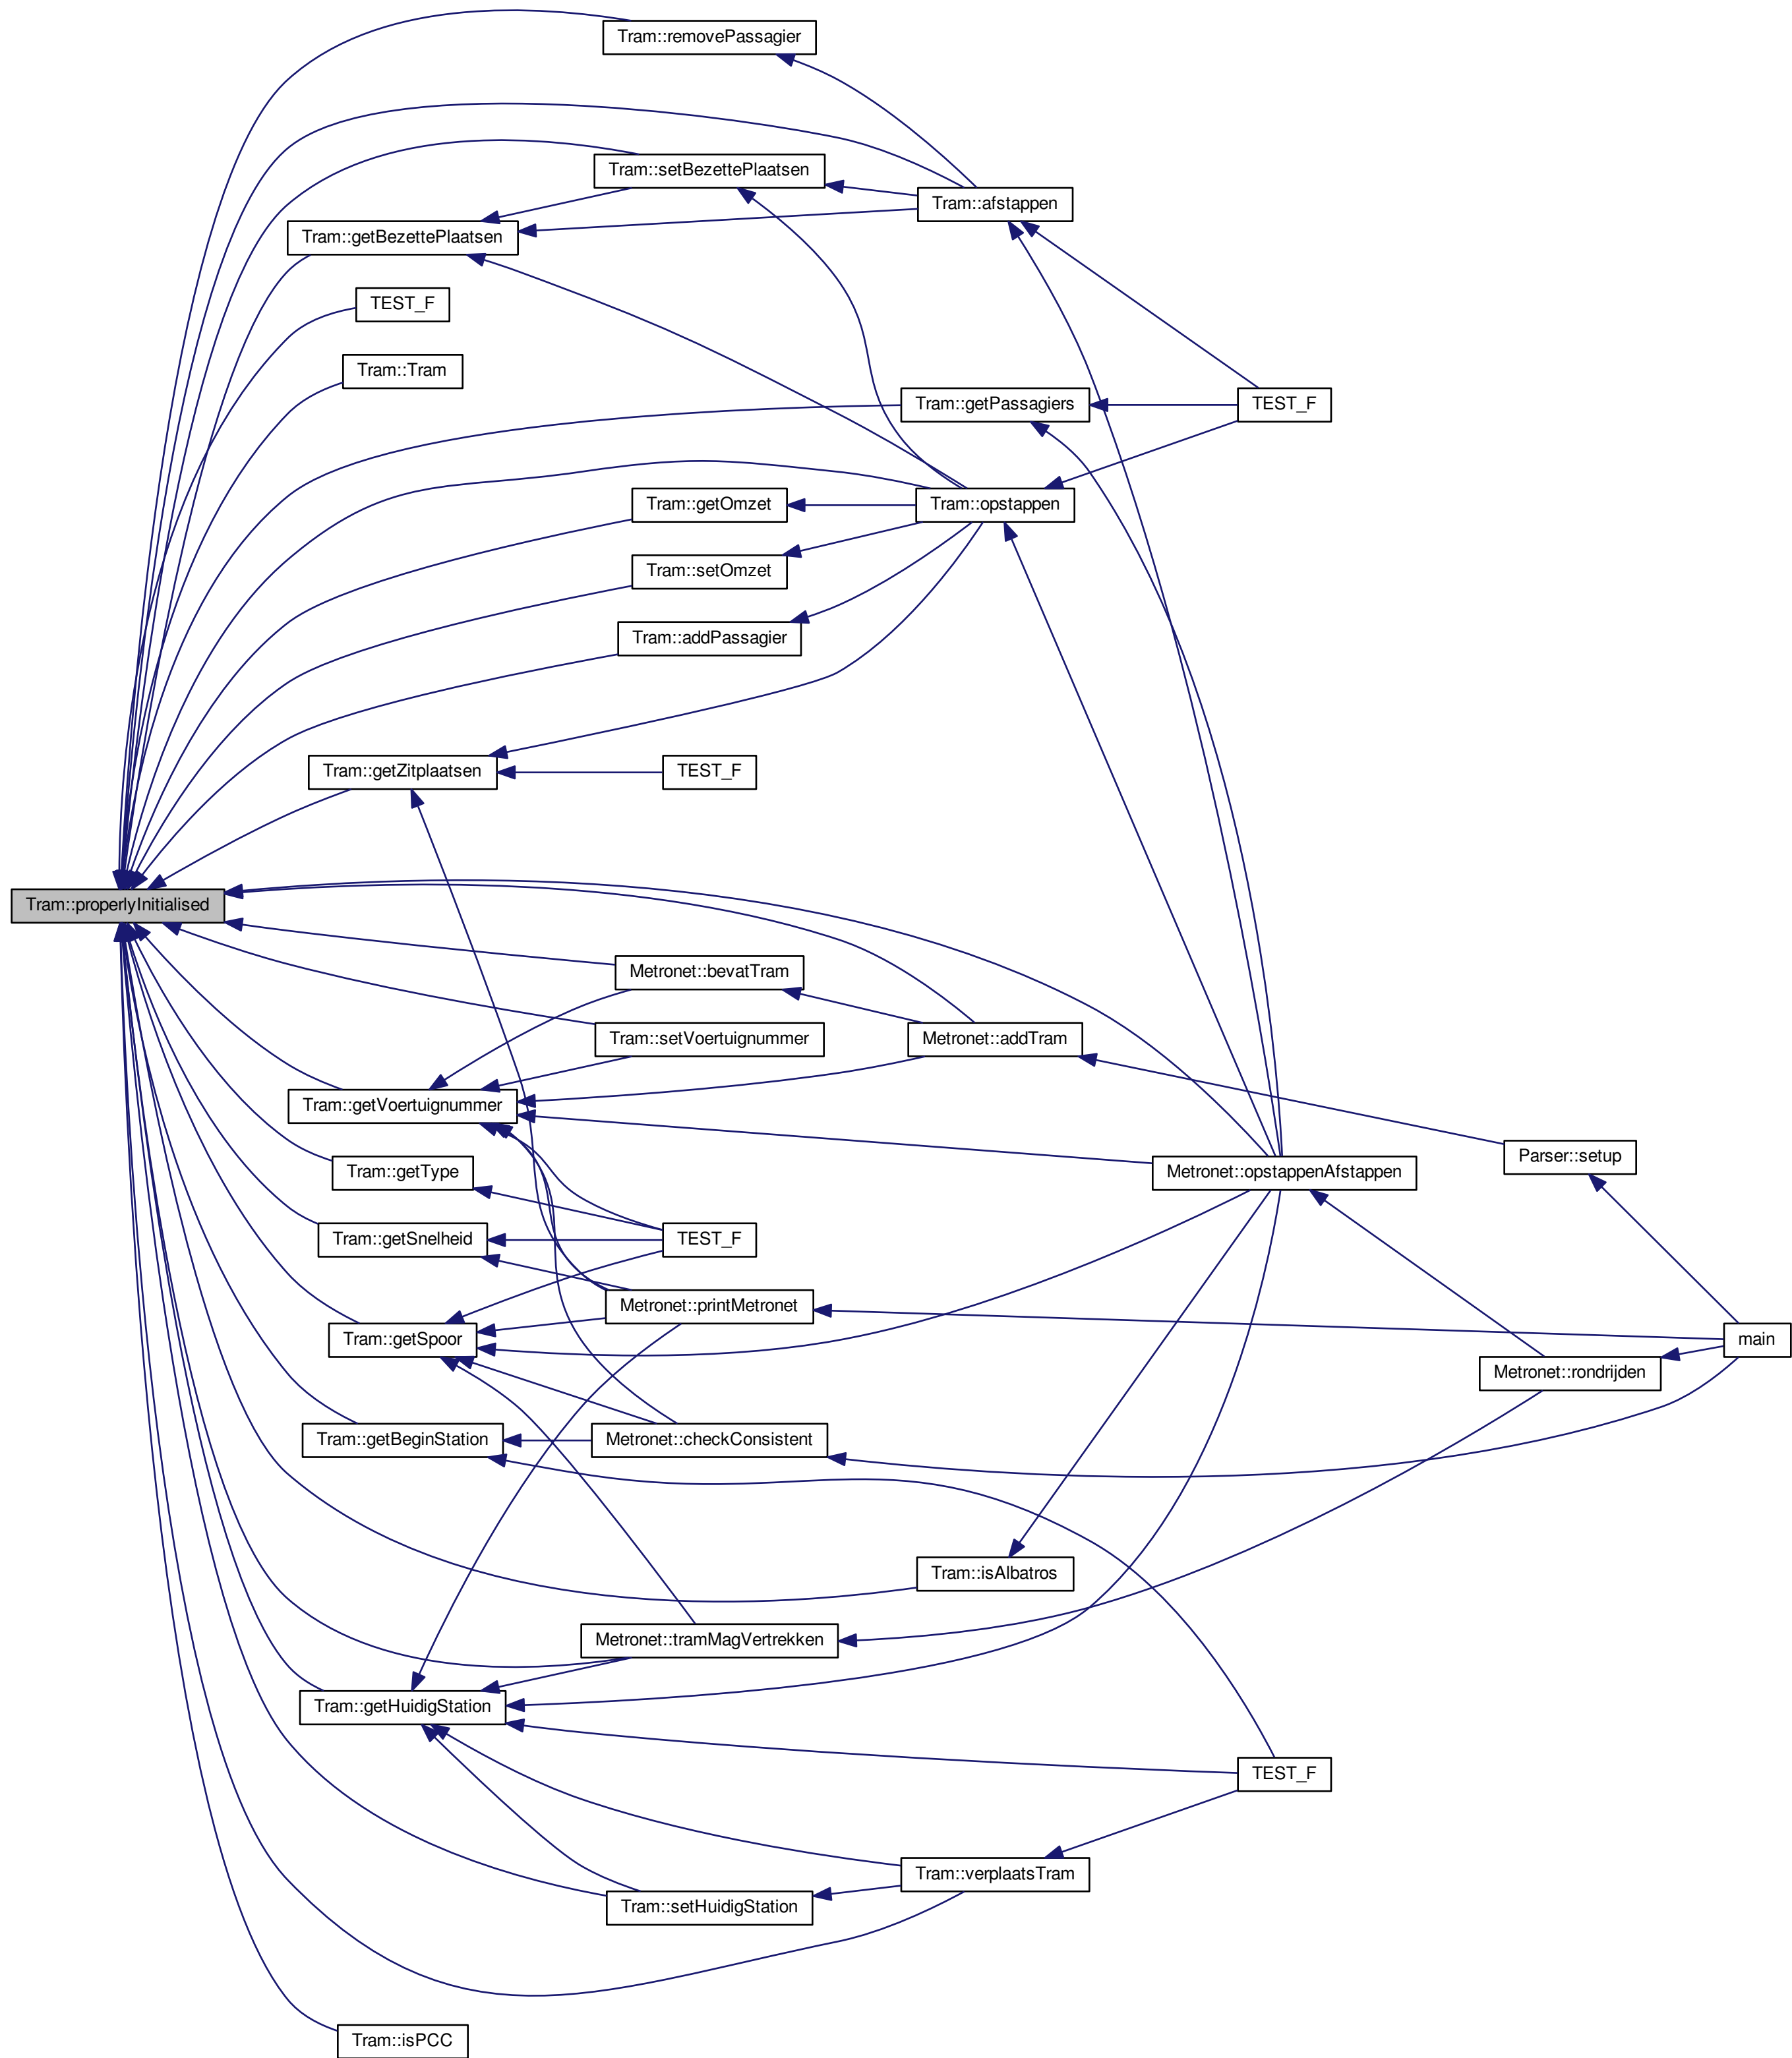 Tram::removePassagier
Tram::setBezettePlaatsen
Tram::afstappen
Tram::getBezettePlaatsen
TEST_F
Tram::Tram
Tram::getPassagiers
TEST_F
Tram::getOmzet
Tram::opstappen
Tram::setOmzet
Tram::addPassagier
Tram::getZitplaatsen
TEST_F
Tram::properlyInitialised
Metronet::bevatTram
Tram::setVoertuignummer
Metronet::addTram
Tram::getVoertuignummer
Tram::getType
Metronet::opstappenAfstappen
Parser::setup
Tram::getSnelheid
TEST_F
Metronet::printMetronet
Tram::getSpoor
main
Metronet::rondrijden
Tram::getBeginStation
Metronet::checkConsistent
Tram::isAlbatros
Metronet::tramMagVertrekken
Tram::getHuidigStation
TEST_F
Tram::verplaatsTram
Tram::setHuidigStation
Tram::isPCC